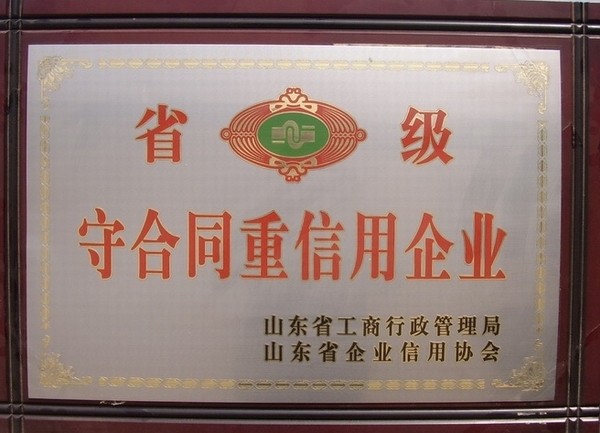 省 级
守合同重信用企业
山东省工商行政管理局
山东省企业信用协会